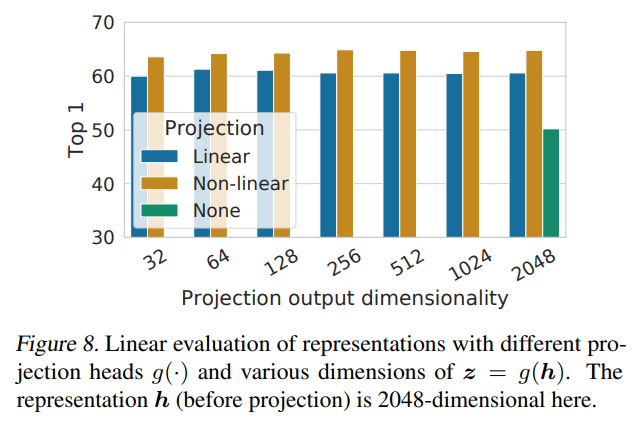 70
60
50
40
30
Top 1
Projection
Linear
Non-linear
None
32 64 128 256 512 1024 2048
Projection output dimensionality
Figure 8. Linear evaluation of representations with different pro-
jection heads g(·) and various dimensions of z = g(h). The
representation h (before projection) is 2048-dimensional here.